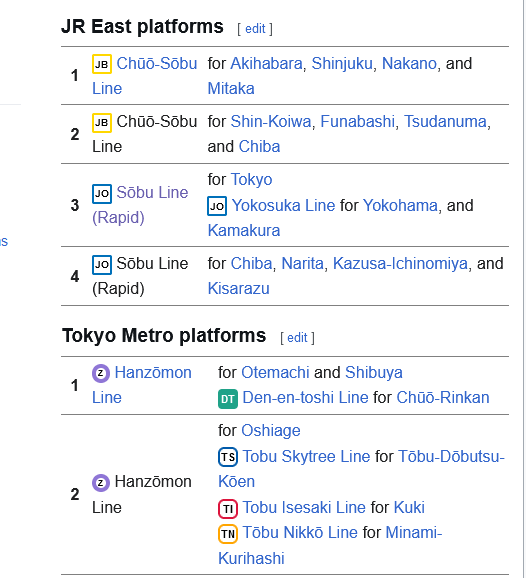 JR East platforms [ edit ]
1 JB Chūō-Sōbu Line for Akihabara, Shinjuku, Nakano, and Mitaka
2 JB Chūō-Sōbu Line for Shin-Koiwa, Funabashi, Tsudanuma, and Chiba
3 JO Sōbu Line (Rapid) for Tokyo
JO Yokosuka Line for Yokohama, and Kamakura
4 JO Sōbu Line (Rapid) for Chiba, Narita, Kazusa-Ichinomiya, and Kisarazu
s
Tokyo Metro platforms [ edit ]
1 Z Hanzōmon Line for Otemachi and Shibuya
DT Den-en-toshi Line for Chūō-Rinkan
2 Z Hanzōmon Line for Oshiage
TS Tobu Skytree Line for Tōbu-Dōbutsu-Kōen
TI Tobu Isesaki Line for Kuki
TN Tōbu Nikkō Line for Minami-Kurihashi